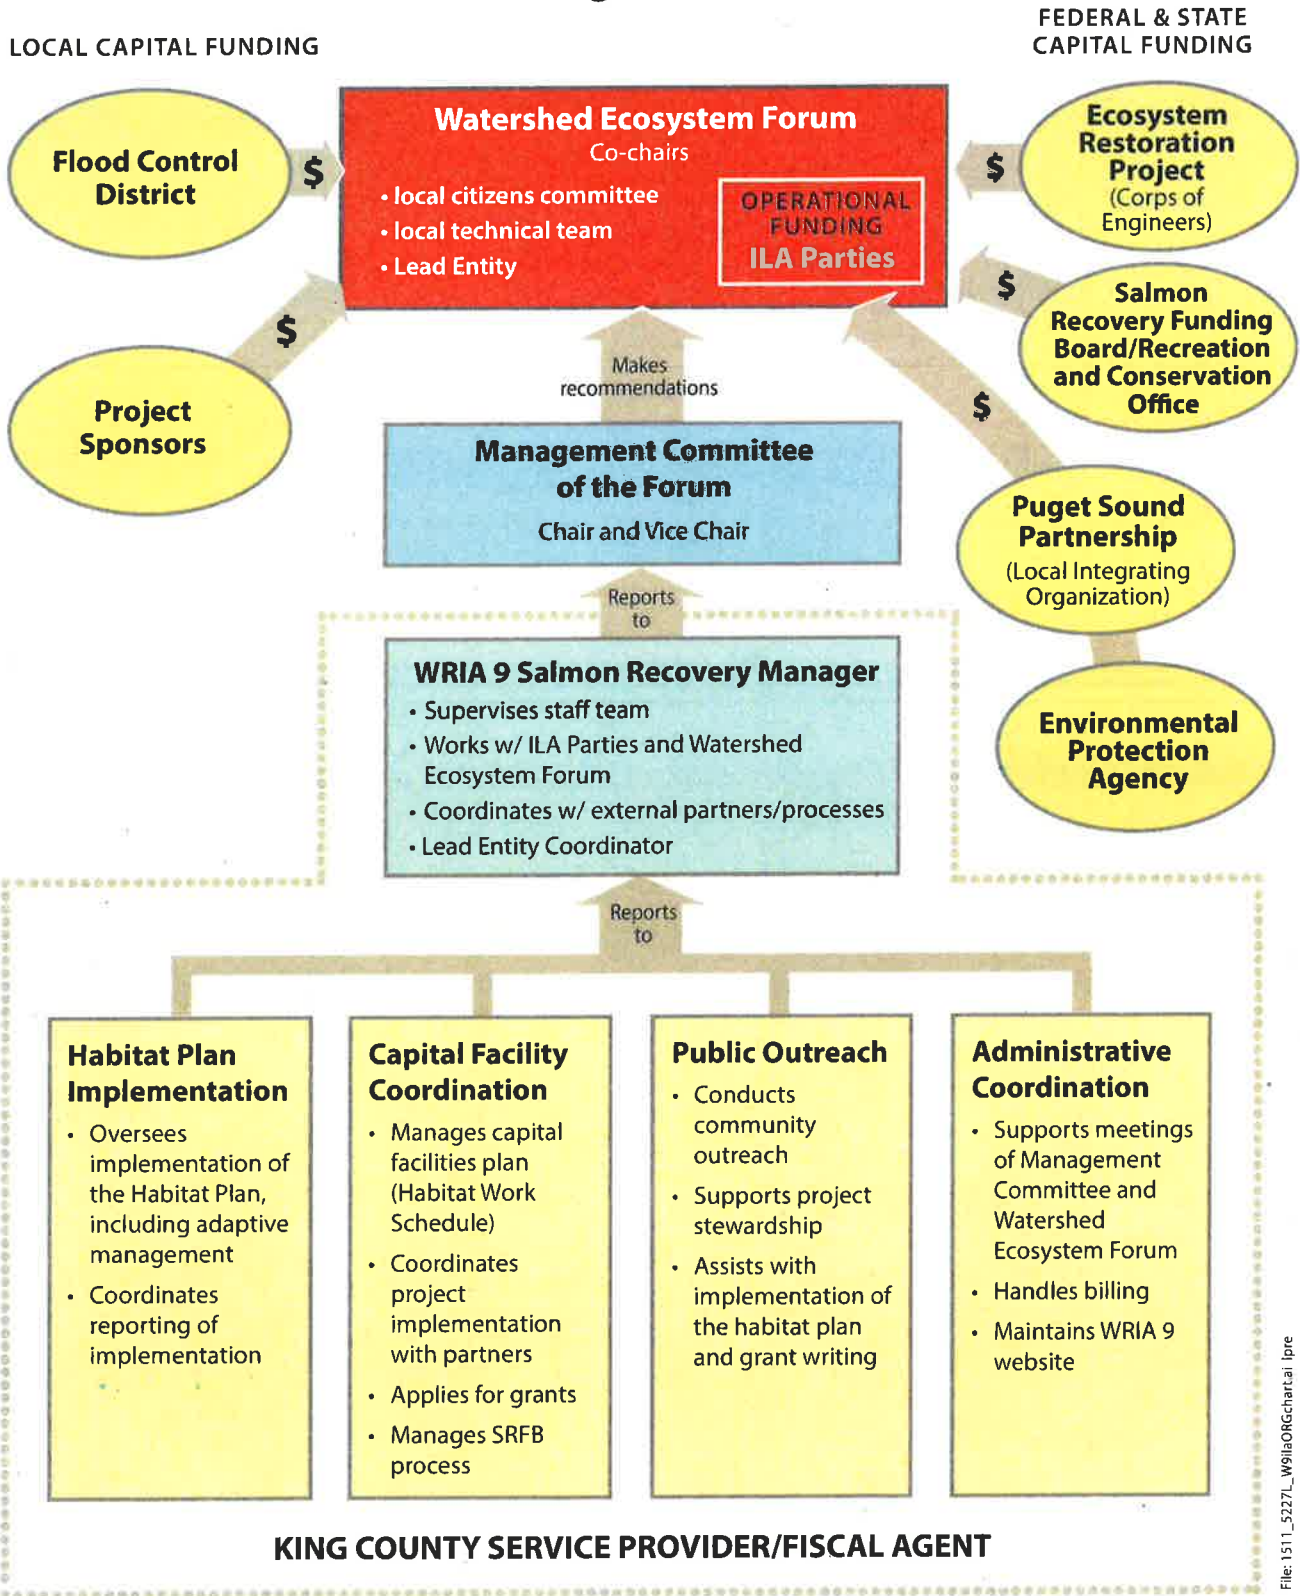 LOCAL CAPITAL FUNDING
FEDERAL & STATE
CAPITAL FUNDING
Flood Control
District
$
Project
Sponsors
$
Watershed Ecosystem Forum
Co-chairs
• local citizens committee
• local technical team
• Lead Entity
OPERATIONAL
FUNDING
ILA Parties
$
Ecosystem
Restoration
Project
(Corps of
Engineers)
$
Salmon
Recovery Funding
Board/Recreation
and Conservation
Office
$
Puget Sound
Partnership
(Local Integrating
Organization)
Environmental
Protection
Agency
Makes
recommendations
Management Committee
of the Forum
Chair and Vice Chair
Reports
to
WRIA 9 Salmon Recovery Manager
• Supervises staff team
• Works w/ ILA Parties and Watershed
Ecosystem Forum
• Coordinates w/ external partners/processes
• Lead Entity Coordinator
Reports
to
Habitat Plan
Implementation
• Oversees
implementation of
the Habitat Plan,
including adaptive
management
• Coordinates
reporting of
implementation
Capital Facility
Coordination
• Manages capital
facilities plan
(Habitat Work
Schedule)
• Coordinates
project
implementation
with partners
• Applies for grants
• Manages SRFB
process
Public Outreach
• Conducts
community
outreach
• Supports project
stewardship
• Assists with
implementation of
the habitat plan
and grant writing
Administrative
Coordination
• Supports meetings
of Management
Committee and
Watershed
Ecosystem Forum
• Handles billing
• Maintains WRIA 9
website
KING COUNTY SERVICE PROVIDER/FISCAL AGENT
File: 1511_5227L_W9ilaORGchart.ai lpre